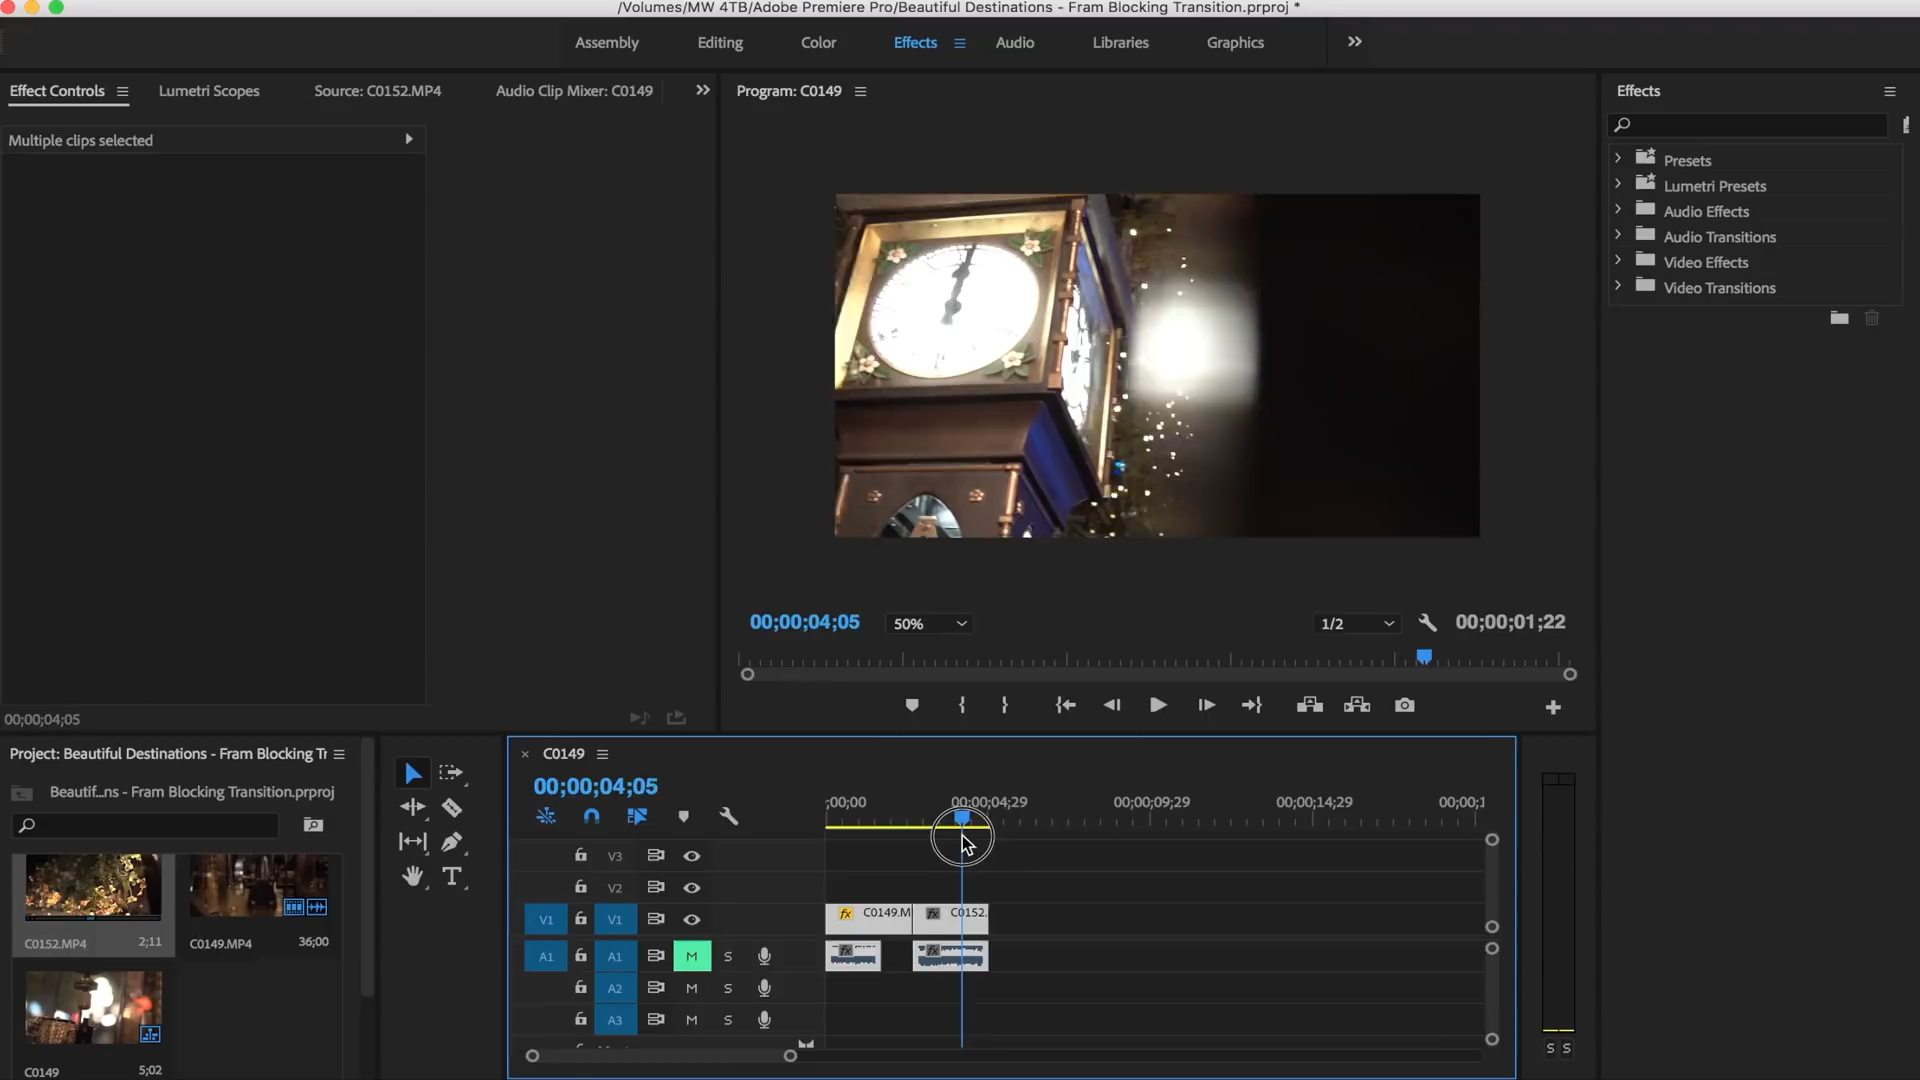 /Volumes/MW 4TB/Adobe Premiere Pro/Beautiful Destinations - Fram Blocking Transition.prproj *
Assembly
Editing
Color
Effects
Audio
Libraries
Graphics
Effect Controls
Lumetri Scopes
Source: C0152.MP4
Audio Clip Mixer: C0149
Program: C0149
Effects
Multiple clips selected
Presets
Lumetri Presets
Audio Effects
Audio Transitions
Video Effects
Video Transitions
00;00;04;05
50%
1/2
00;00;01;22
00;00;04;05
Project: Beautiful Destinations - Fram Blocking Tr
Beautif...ns - Fram Blocking Transition.prproj
C0152.MP4
2;11
C0149.MP4
36;00
C0149
5;02
C0149
00;00;04;05
;00;00
00;00;04;29
00;00;09;29
00;00;14;29
00;00;1
V3
V2
V1
V1
fx
C0149.M
fx
C0152.
A1
A1
M
S
fx
fx
A2
M
S
A3
M
S
S S